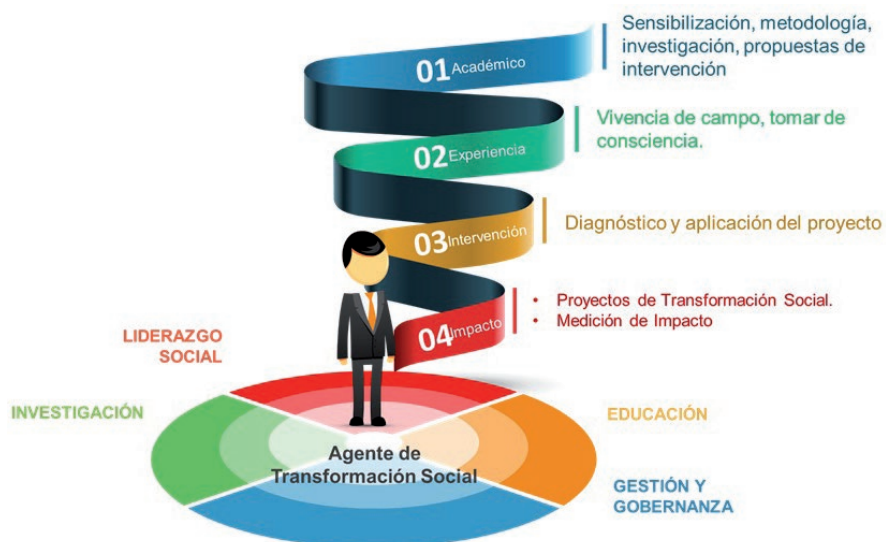 01 Académico
Sensibilización, metodología,
investigación, propuestas de
intervención
02 Experiencia
Vivencia de campo, tomar de
consciencia.
03 Intervención
Diagnóstico y aplicación del proyecto
04 Impacto
• Proyectos de Transformación Social.
• Medición de Impacto
LIDERAZGO
SOCIAL
INVESTIGACIÓN
EDUCACIÓN
Agente de
Transformación Social
GESTIÓN Y
GOBERNANZA